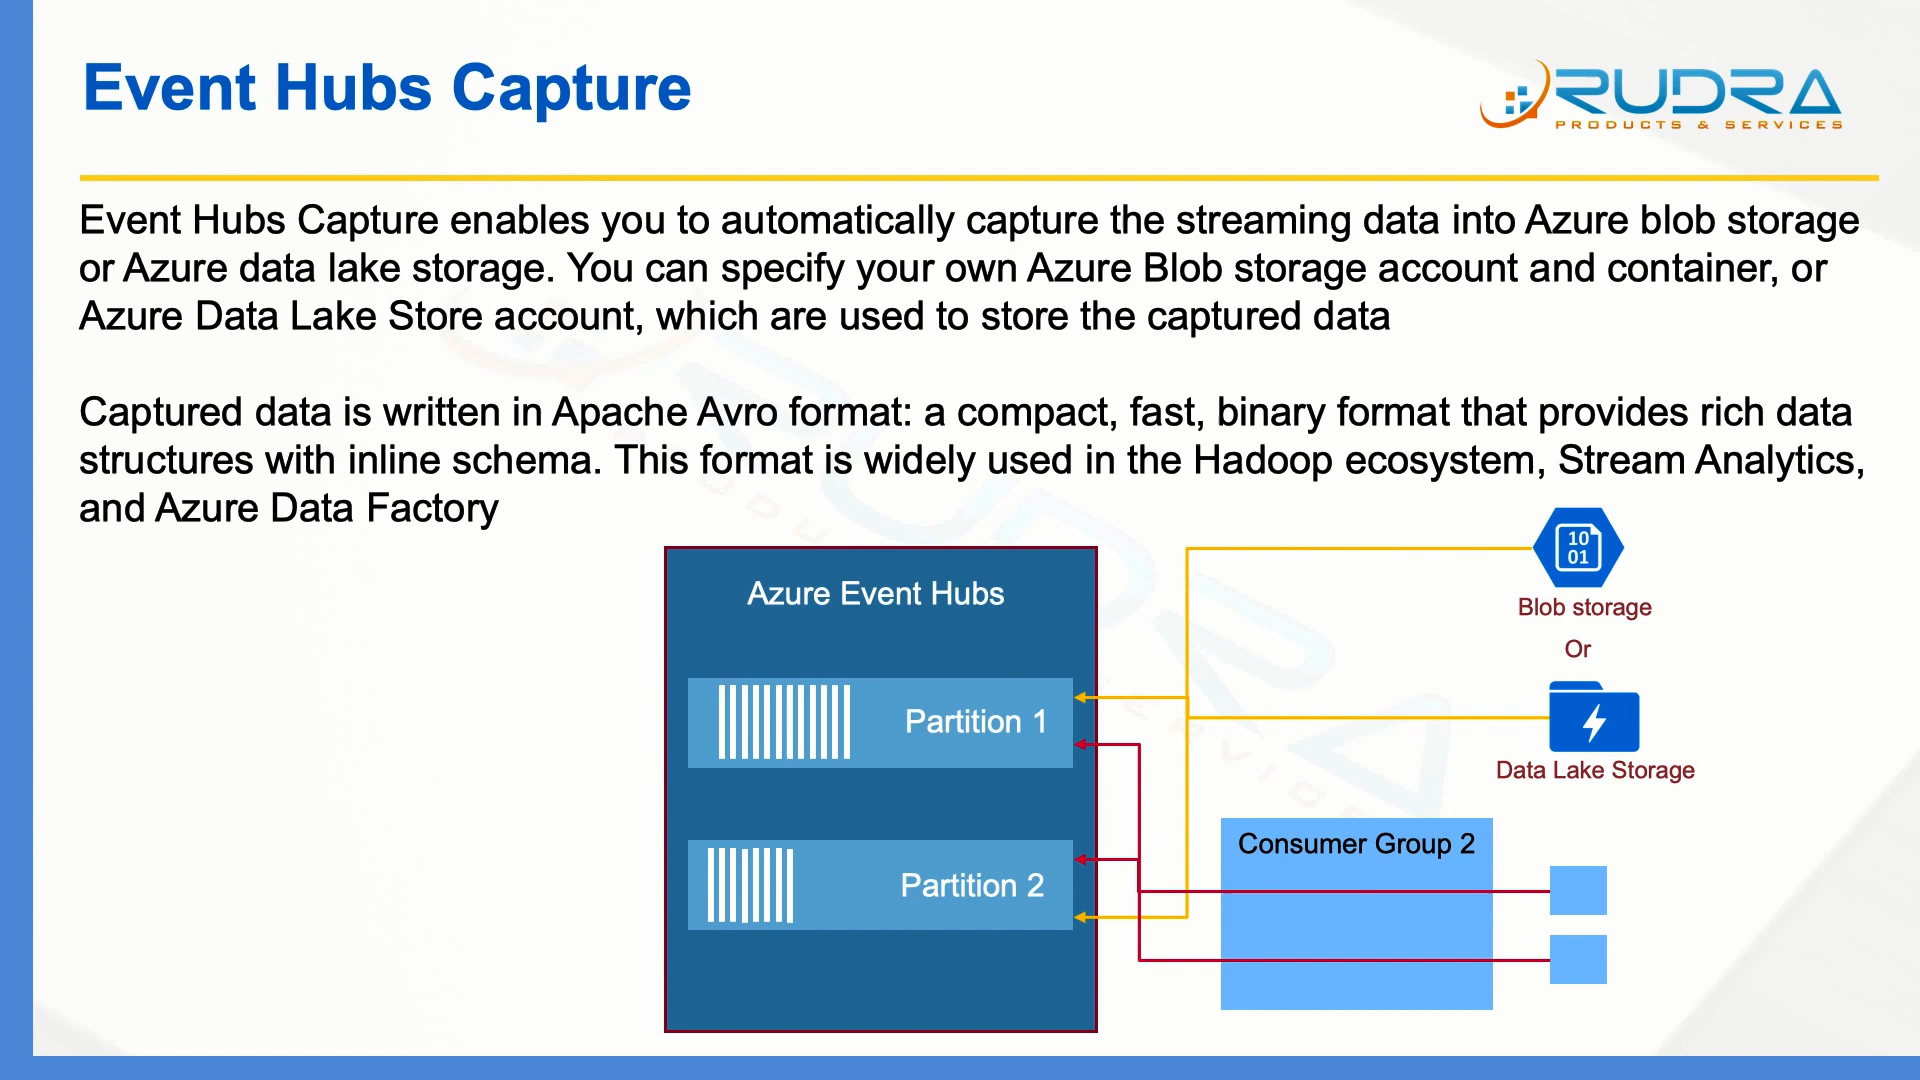 Event Hubs Capture
RUDRA
PRODUCTS & SERVICES
Event Hubs Capture enables you to automatically capture the streaming data into Azure blob storage
or Azure data lake storage. You can specify your own Azure Blob storage account and container, or
Azure Data Lake Store account, which are used to store the captured data
Captured data is written in Apache Avro format: a compact, fast, binary format that provides rich data
structures with inline schema. This format is widely used in the Hadoop ecosystem, Stream Analytics,
and Azure Data Factory
Azure Event Hubs
Partition 1
Partition 2
10
01
Blob storage
Or
Data Lake Storage
Consumer Group 2